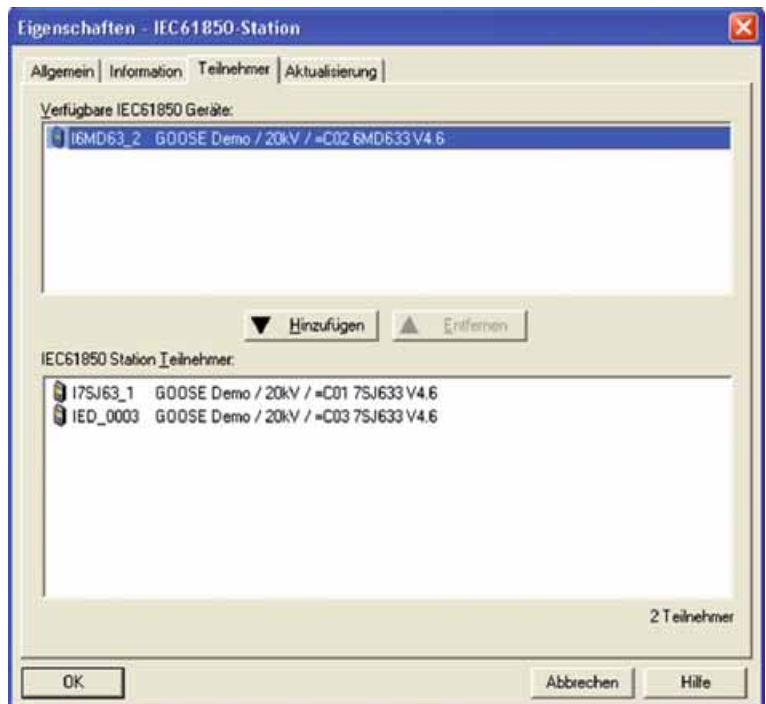 Eigenschaften - IEC61850-Station
Allgemein Information Teilnehmer Aktualisierung
Verfügbare IEC61850 Geräte:
I6MD63_2 GOOSE Demo / 20kV / =C02 6MD633 V4.6
Hinzufügen Entfernen
IEC61850 Station Teilnehmer:
I7SJ63_1 GOOSE Demo / 20kV / =C01 7SJ633 V4.6
IED_0003 GOOSE Demo / 20kV / =C03 7SJ633 V4.6
2 Teilnehmer
OK Abbrechen Hilfe